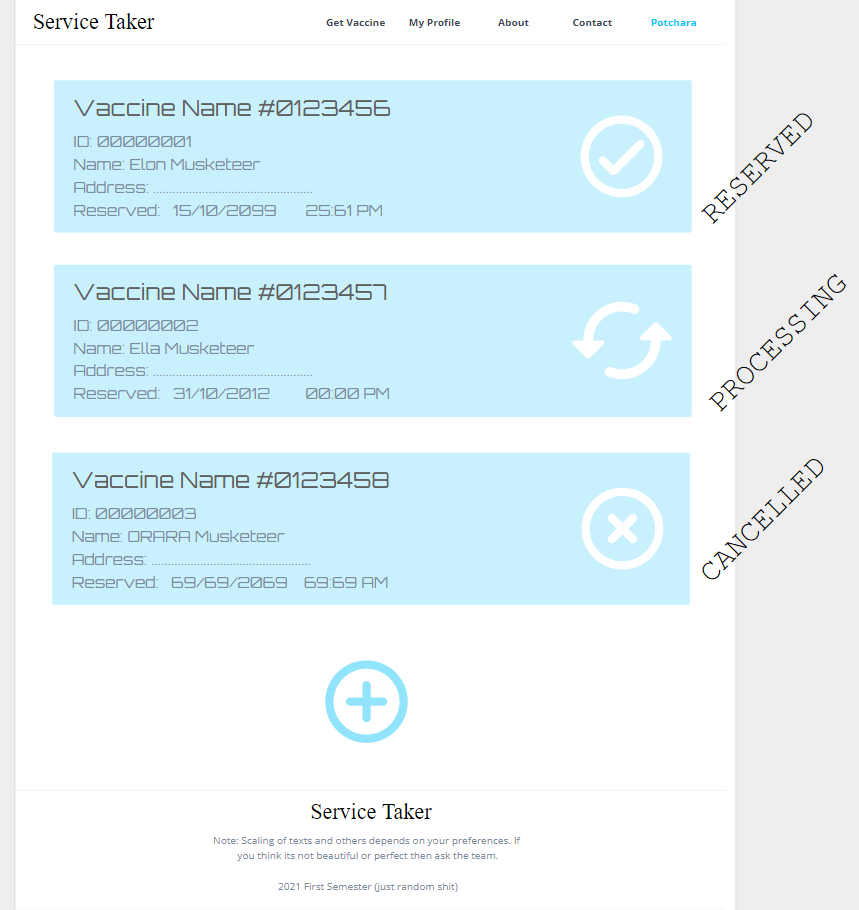 Service Taker
Get Vaccine My Profile About Contact Potchara
Vaccine Name #0123456
ID: 00000001
Name: Elon Musketeer
Address: ......................................................
Reserved: 15/10/2099 25:61 PM
RESERVED
Vaccine Name #0123457
ID: 00000002
Name: Ella Musketeer
Address: ......................................................
Reserved: 31/10/2012 00:00 PM
PROCESSING
Vaccine Name #0123458
ID: 00000003
Name: ORARA Musketeer
Address: ......................................................
Reserved: 69/69/2069 69:69 AM
CANCELLED
Service Taker
Note: Scaling of texts and others depends on your preferences. If
you think its not beautiful or perfect then ask the team.
2021 First Semester (just random shit)